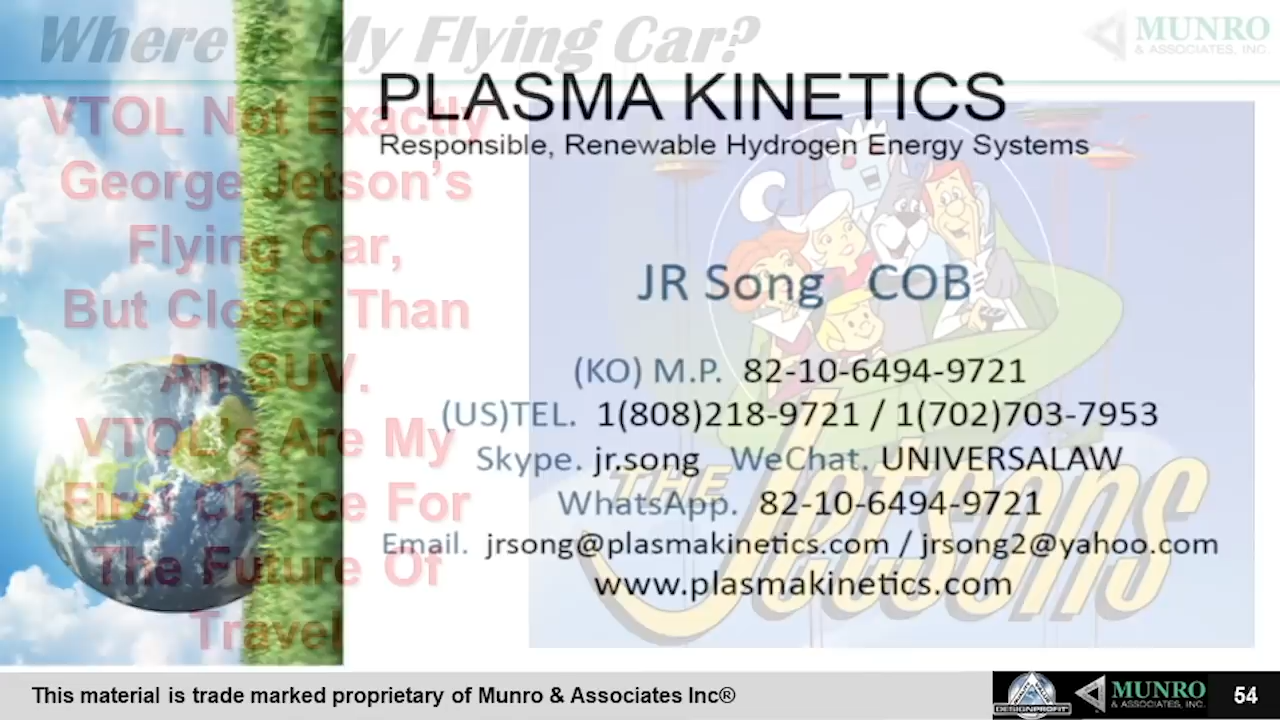 Where Is My Flying Car?
MUNRO
& ASSOCIATES, INC.
VTOL Not Exactly
George Jetson's
Flying Car,
But Closer Than
An SUV.
VTOL's Are My
First Choice For
The Future Of
Travel
PLASMA KINETICS
Responsible, Renewable Hydrogen Energy Systems
JR Song COB
(KO) M.P. 82-10-6494-9721
(US)TEL. 1(808)218-9721 / 1(702)703-7953
Skype. jr.song WeChat. UNIVERSALAW
WhatsApp. 82-10-6494-9721
Email. jrsong@plasmakinetics.com / jrsong2@yahoo.com
www.plasmakinetics.com
THE
Jetsons
This material is trade marked proprietary of Munro & Associates Inc®
DESIGNPROFIT
MUNRO
& ASSOCIATES, INC.
54